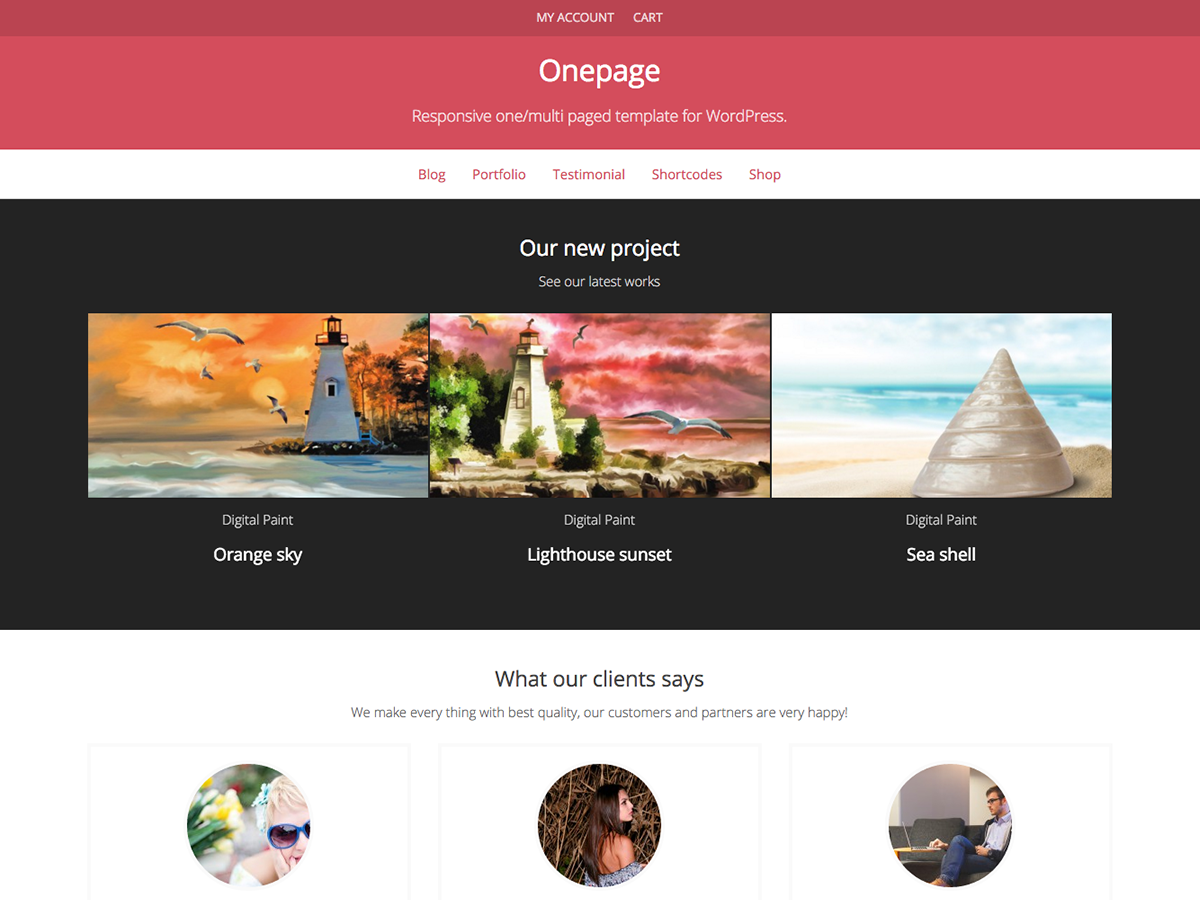 MY ACCOUNT CART
Onepage
Responsive one/multi paged template for WordPress.
Blog Portfolio Testimonial Shortcodes Shop
Our new project
See our latest works
Digital Paint Digital Paint Digital Paint
Orange sky Lighthouse sunset Sea shell
What our clients says
We make every thing with best quality, our customers and partners are very happy!